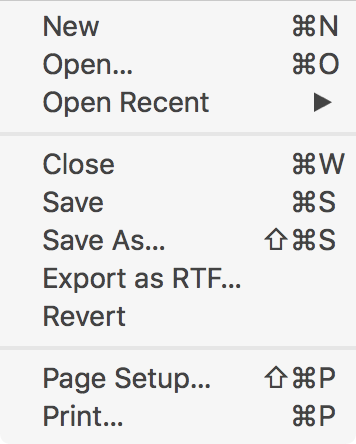 New ⌘N
Open... ⌘O
Open Recent ▶
Close ⌘W
Save ⌘S
Save As... ⇧⌘S
Export as RTF...
Revert
Page Setup... ⇧⌘P
Print... ⌘P